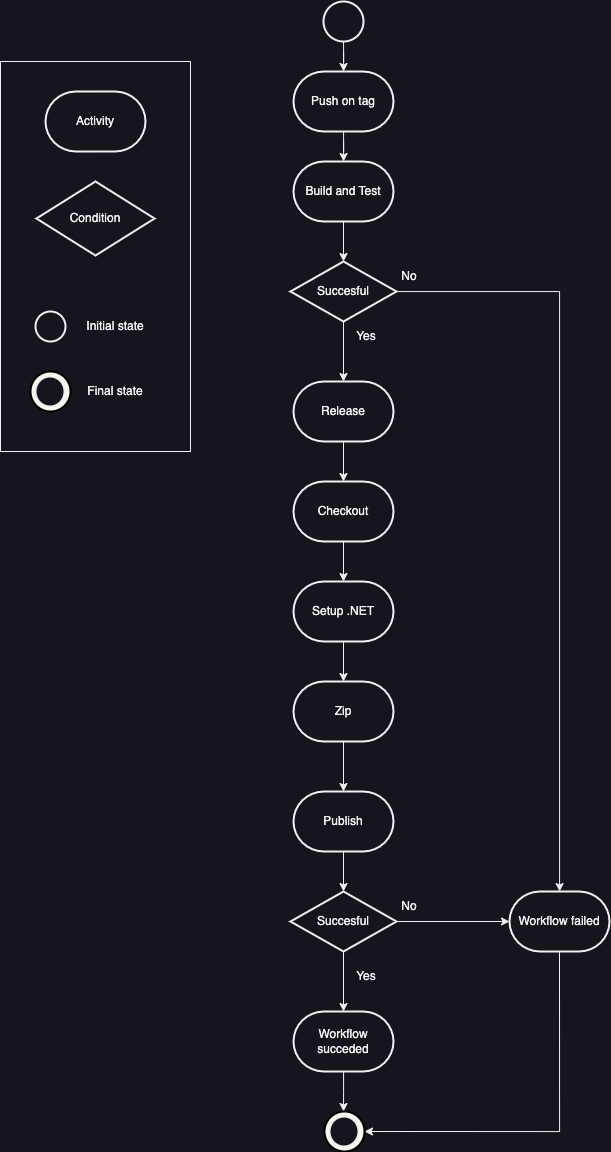 Activity
Condition
Initial state
Final state
Push on tag
Build and Test
Succesful
No
Yes
Release
Checkout
Setup .NET
Zip
Publish
Succesful
No
Workflow failed
Yes
Workflow
succeded